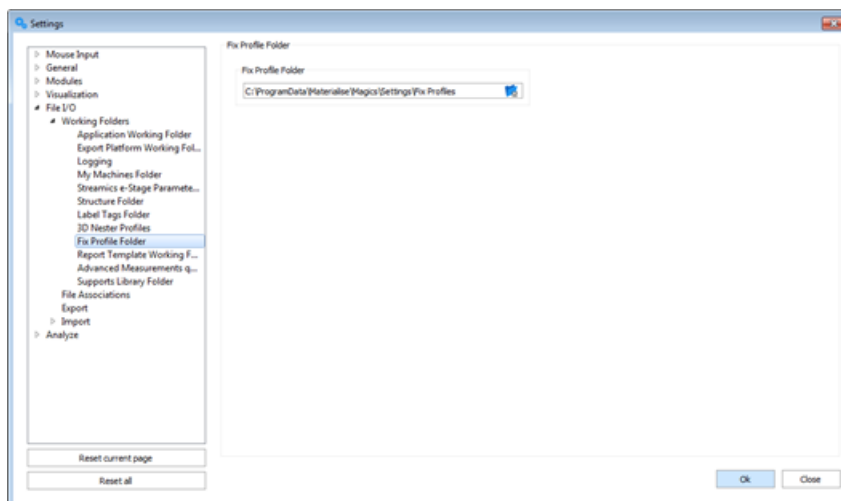 Settings
Mouse Input
General
Modules
Visualization
File I/O
Working Folders
Application Working Folder
Export Platform Working Fol...
Logging
My Machines Folder
Streamics e-Stage Paramete...
Structure Folder
Label Tags Folder
3D Nester Profiles
Fix Profile Folder
Report Template Working F...
Advanced Measurements q...
Supports Library Folder
File Associations
Export
Import
Analyze
Reset current page
Reset all
Fix Profile Folder
Fix Profile Folder
C:\ProgramData\Materialise\Magics\Settings\Fix Profiles
Ok Close